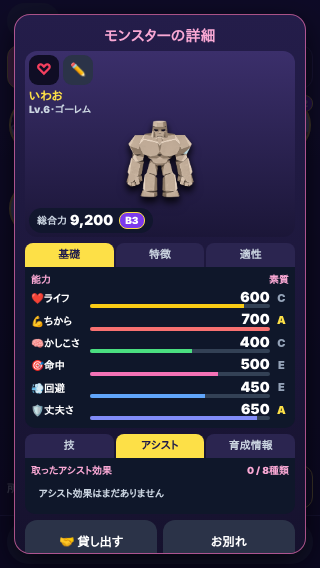 モンスターの詳細
いわお
Lv.6・ゴーレム
総合力 9,200 B3
基礎 特徴 適性
能力 素質
ライフ 600 C
ちから 700 A
かしこさ 400 C
命中 500 E
回避 450 E
丈夫さ 650 A
技 アシスト 育成情報
取ったアシスト効果 0 / 8種類
アシスト効果はまだありません
貸し出す お別れ